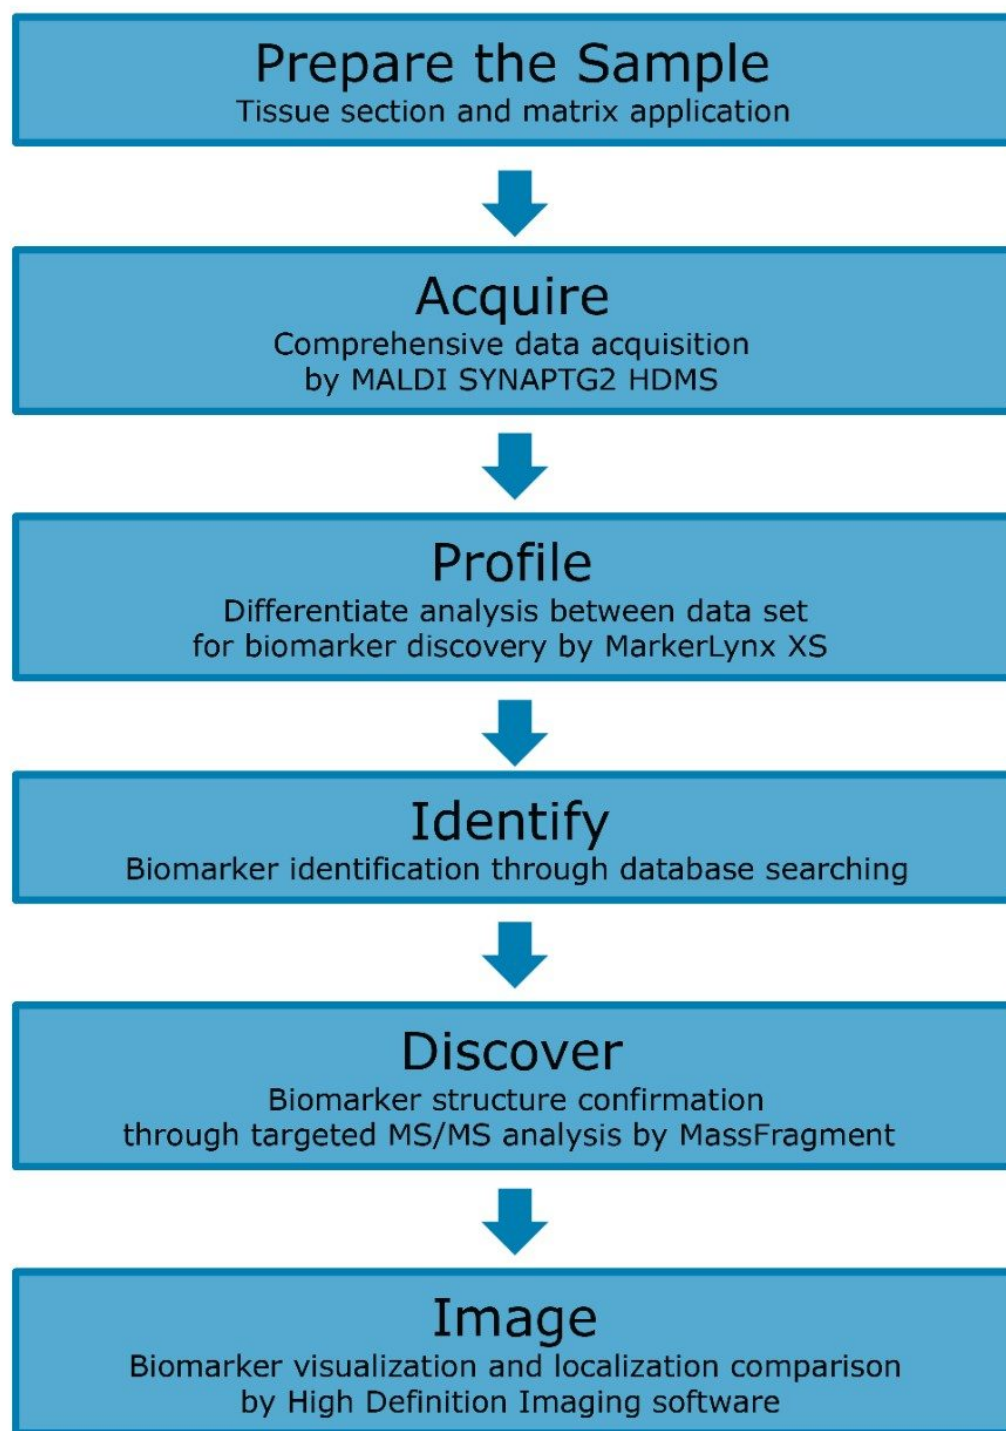 Prepare the Sample
Tissue section and matrix application
Acquire
Comprehensive data acquisition
by MALDI SYNAPTG2 HDMS
Profile
Differentiate analysis between data set
for biomarker discovery by MarkerLynx XS
Identify
Biomarker identification through database searching
Discover
Biomarker structure confirmation
through targeted MS/MS analysis by MassFragment
Image
Biomarker visualization and localization comparison
by High Definition Imaging software